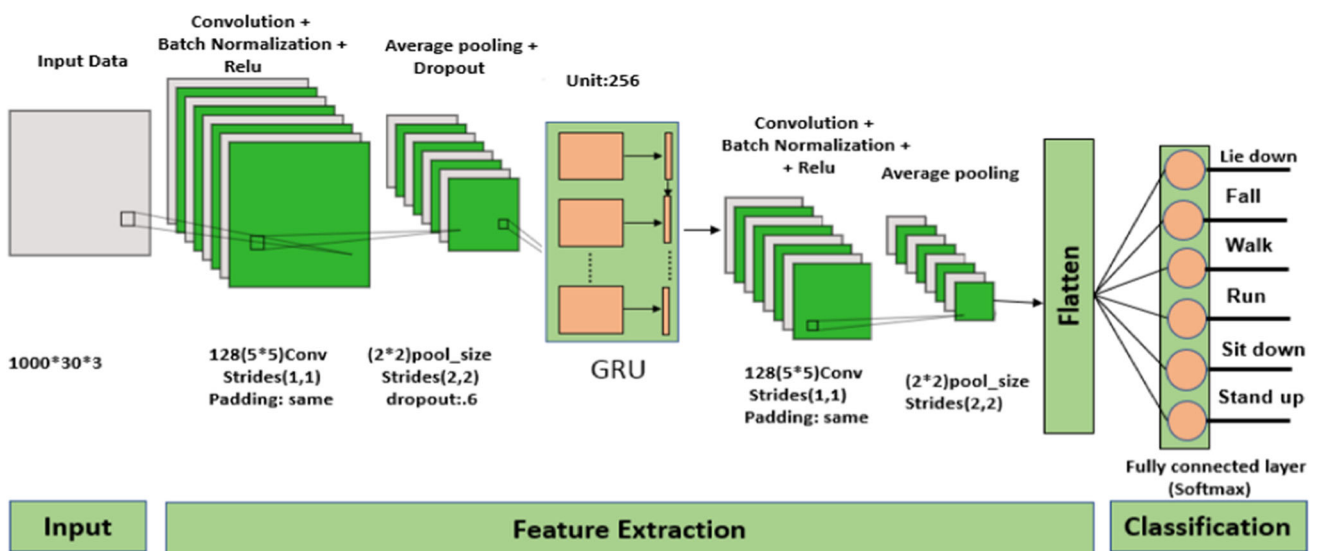 Input Data
1000*30*3
Convolution +
Batch Normalization +
Relu
128(5*5)Conv
Strides(1,1)
Padding: same
Average pooling +
Dropout
(2*2)pool_size
Strides(2,2)
dropout:.6
Unit:256
GRU
Convolution +
Batch Normalization +
+ Relu
128(5*5)Conv
Strides(1,1)
Padding: same
Average pooling
(2*2)pool_size
Strides(2,2)
Flatten
Lie down
Fall
Walk
Run
Sit down
Stand up
Fully connected layer
(Softmax)
Input
Feature Extraction
Classification